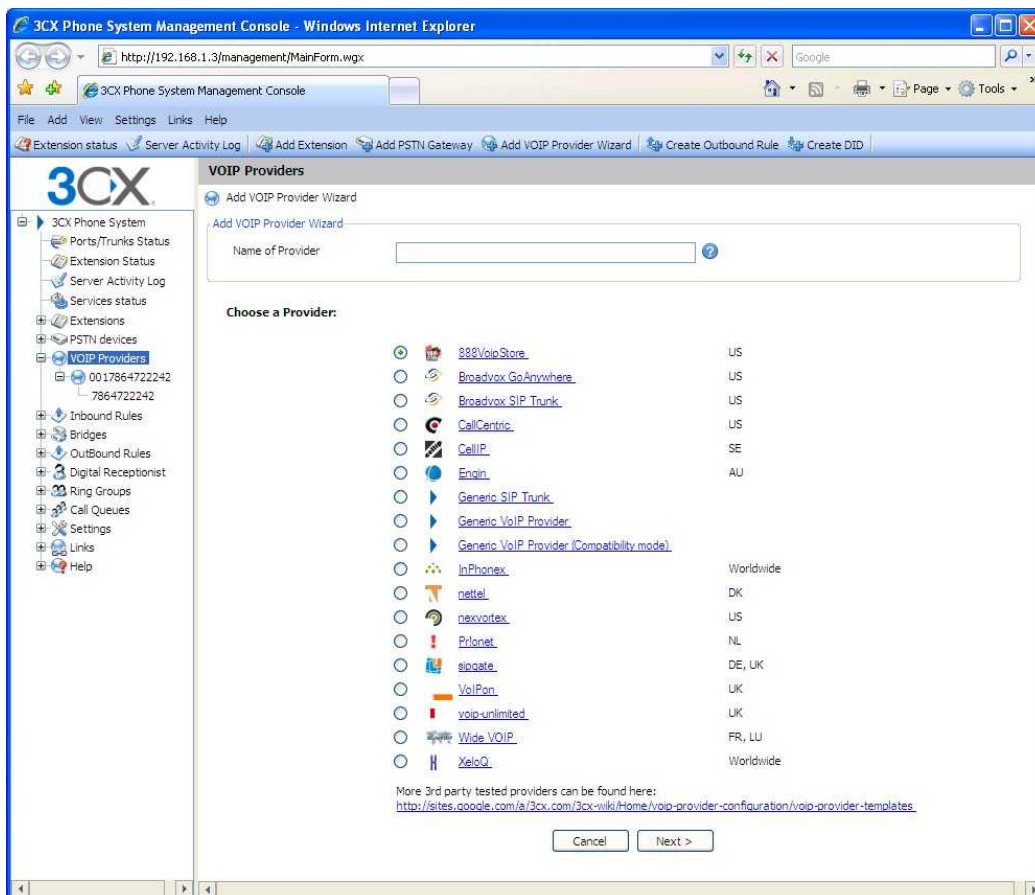 3CX Phone System Management Console - Windows Internet Explorer
http://192.168.1.3/management/MainForm.wgx
Google
3CX Phone System Management Console
Page
Tools
File Add View Settings Links Help
Extension status Server Activity Log Add Extension Add PSTN Gateway Add VOIP Provider Wizard Create Outbound Rule Create DID
3CX
3CX Phone System
Ports/Trunks Status
Extension Status
Server Activity Log
Services status
Extensions
PSTN devices
VOIP Providers
0017864722242
7864722242
Inbound Rules
Bridges
OutBound Rules
Digital Receptionist
Ring Groups
Call Queues
Settings
Links
Help
VOIP Providers
Add VOIP Provider Wizard
Add VOIP Provider Wizard
Name of Provider
Choose a Provider:
888VoipStore US
Broadvox GoAnywhere US
Broadvox SIP Trunk US
CallCentric US
CellIP SE
Engin AU
Generic SIP Trunk
Generic VoIP Provider
Generic VoIP Provider (Compatibility mode)
InPhonex Worldwide
nettel DK
nexvortex US
Pr!onet NL
sipgate DE, UK
VoIPon UK
voip-unlimited UK
Wide VOIP FR, LU
XeloQ Worldwide
More 3rd party tested providers can be found here:
http://sites.google.com/a/3cx.com/3cx-wiki/Home/voip-provider-configuration/voip-provider-templates
Cancel Next >